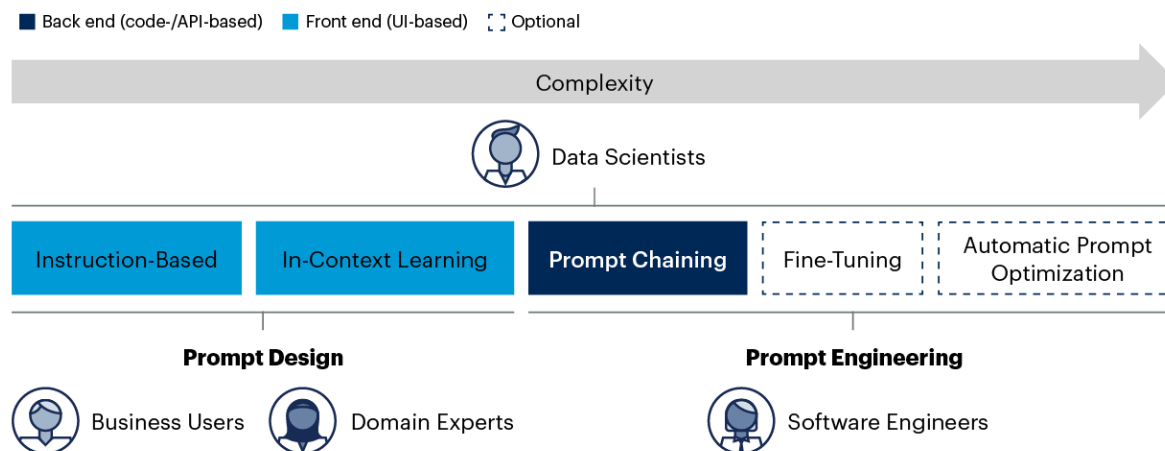 Back end (code-/API-based) Front end (UI-based) Optional
Complexity
Data Scientists
Instruction-Based
In-Context Learning
Prompt Chaining
Fine-Tuning
Automatic Prompt
Optimization
Prompt Design
Prompt Engineering
Business Users
Domain Experts
Software Engineers